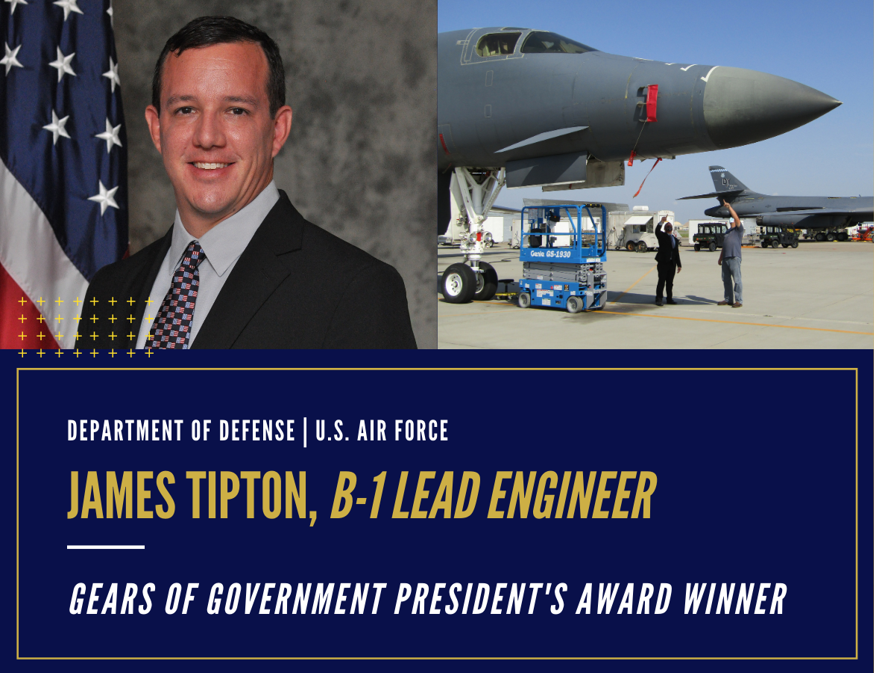 Genie GS-1930
DEPARTMENT OF DEFENSE | U.S. AIR FORCE
JAMES TIPTON, B-1 LEAD ENGINEER
GEARS OF GOVERNMENT PRESIDENT'S AWARD WINNER